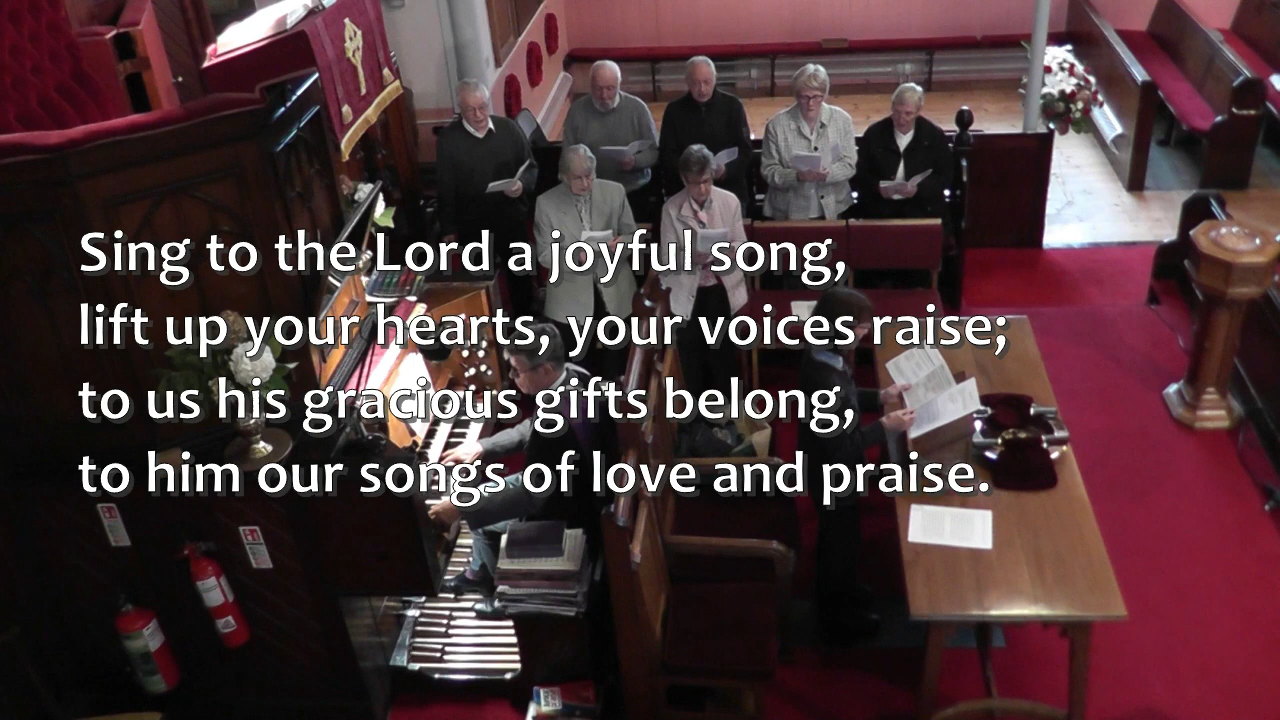 Sing to the Lord a joyful song,
lift up your hearts, your voices raise;
to us his gracious gifts belong,
to him our songs of love and praise.